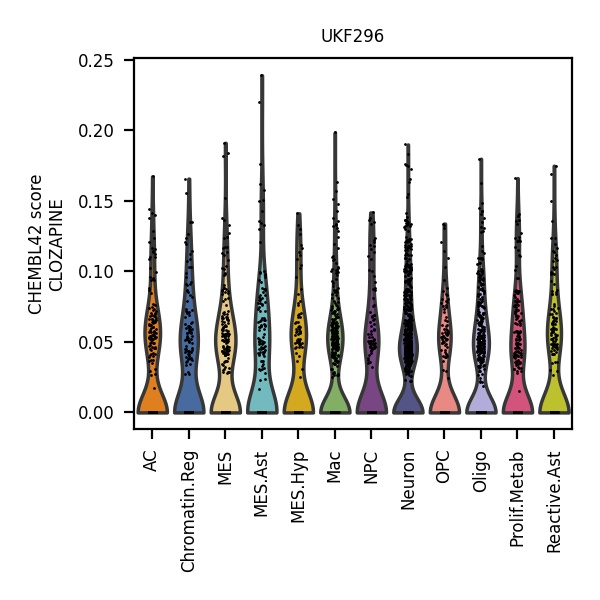 UKF296
CHEMBL42 score
CLOZAPINE
0.25
0.20
0.15
0.10
0.05
0.00
AC
Chromatin.Reg
MES
MES.Ast
MES.Hyp
Mac
NPC
Neuron
OPC
Oligo
Prolif.Metab
Reactive.Ast